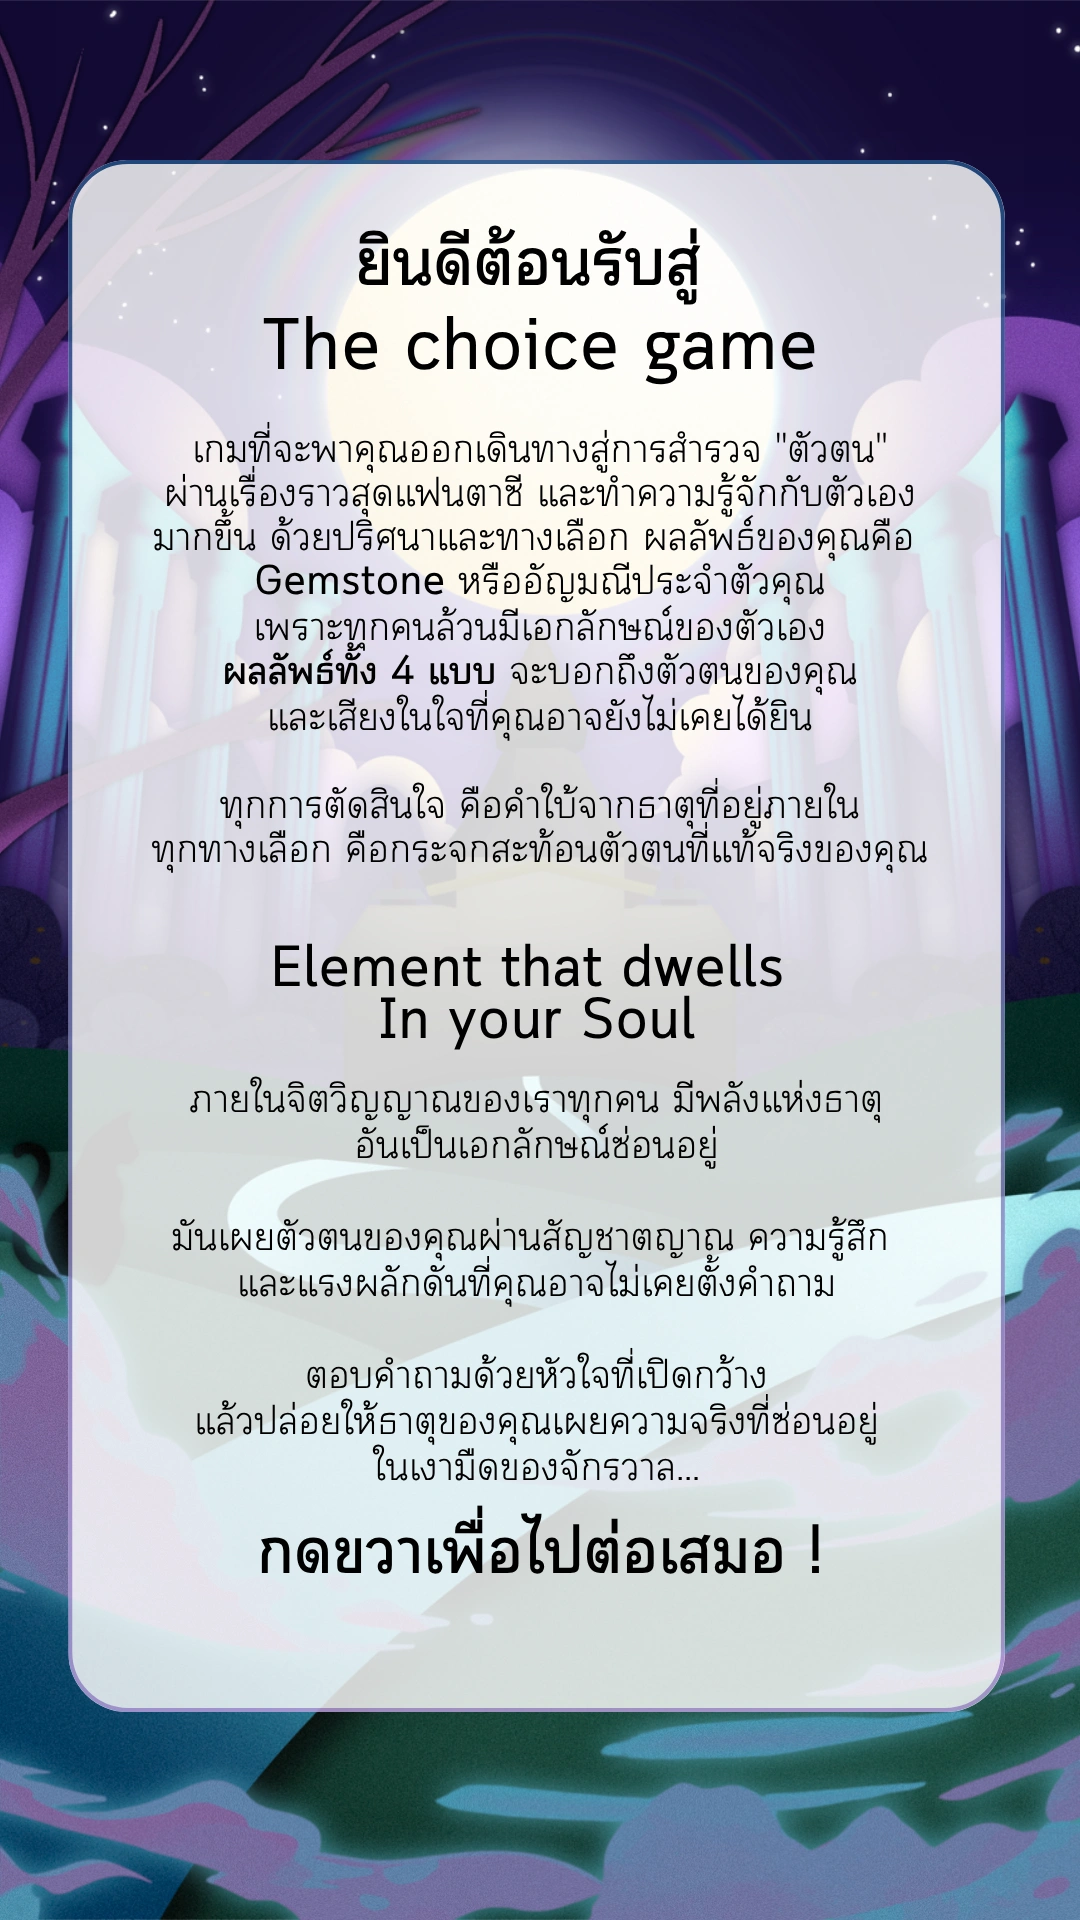 ยินดีต้อนรับสู่
The choice game
เกมที่จะพาคุณออกเดินทางสู่การสำรวจ "ตัวตน"
ผ่านเรื่องราวสุดแฟนตาซี และทำความรู้จักกับตัวเอง
มากขึ้น ด้วยปริศนาและทางเลือก ผลลัพธ์ของคุณคือ
Gemstone หรืออัญมณีประจำตัวคุณ
เพราะทุกคนล้วนมีเอกลักษณ์ของตัวเอง
ผลลัพธ์ทั้ง 4 แบบ จะบอกถึงตัวตนของคุณ
และเสียงในใจที่คุณอาจยังไม่เคยได้ยิน
ทุกการตัดสินใจ คือคำใบ้จากธาตุที่อยู่ภายใน
ทุกทางเลือก คือกระจกสะท้อนตัวตนที่แท้จริงของคุณ
Element that dwells
In your Soul
ภายในจิตวิญญาณของเราทุกคน มีพลังแห่งธาตุ
อันเป็นเอกลักษณ์ซ่อนอยู่
มันเผยตัวตนของคุณผ่านสัญชาตญาณ ความรู้สึก
และแรงผลักดันที่คุณอาจไม่เคยตั้งคำถาม
ตอบคำถามด้วยหัวใจที่เปิดกว้าง
แล้วปล่อยให้ธาตุของคุณเผยความจริงที่ซ่อนอยู่
ในเงามืดของจักรวาล...
กดขวาเพื่อไปต่อเสมอ !